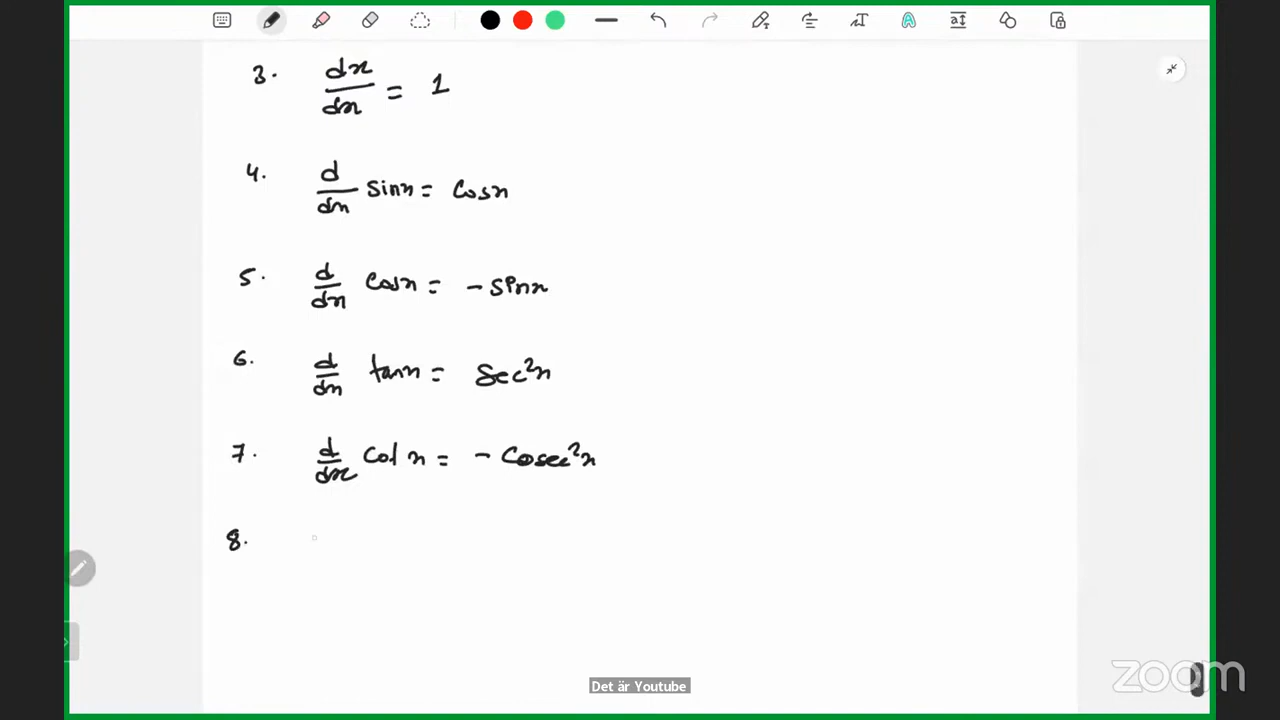 3. dx/dx = 1
4. d/dx sinx = cosx
5. d/dx cosx = -sinx
6. d/dx tanx = sec²x
7. d/dx cot x = - cosec²x
8.
Det är Youtube
zoom